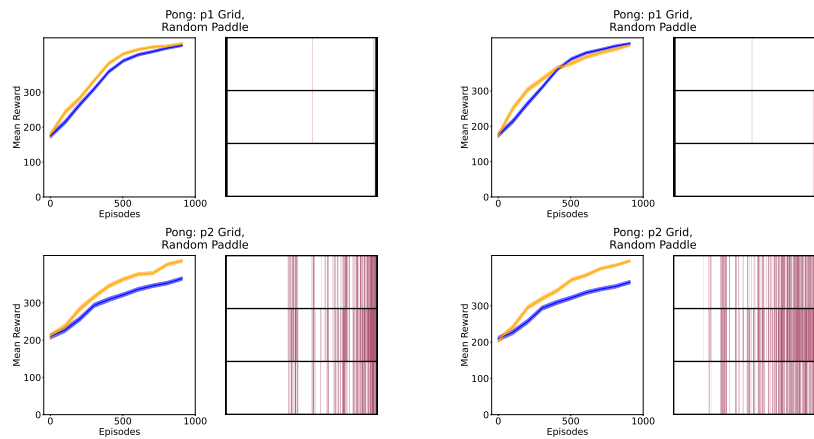 Pong: p1 Grid,
Random Paddle
Mean Reward
300
200
100
0
0
500
1000
Episodes
Pong: p1 Grid,
Random Paddle
Mean Reward
300
200
100
0
0
500
1000
Episodes
Pong: p2 Grid,
Random Paddle
Mean Reward
300
200
100
0
0
500
1000
Episodes
Pong: p2 Grid,
Random Paddle
Mean Reward
300
200
100
0
0
500
1000
Episodes